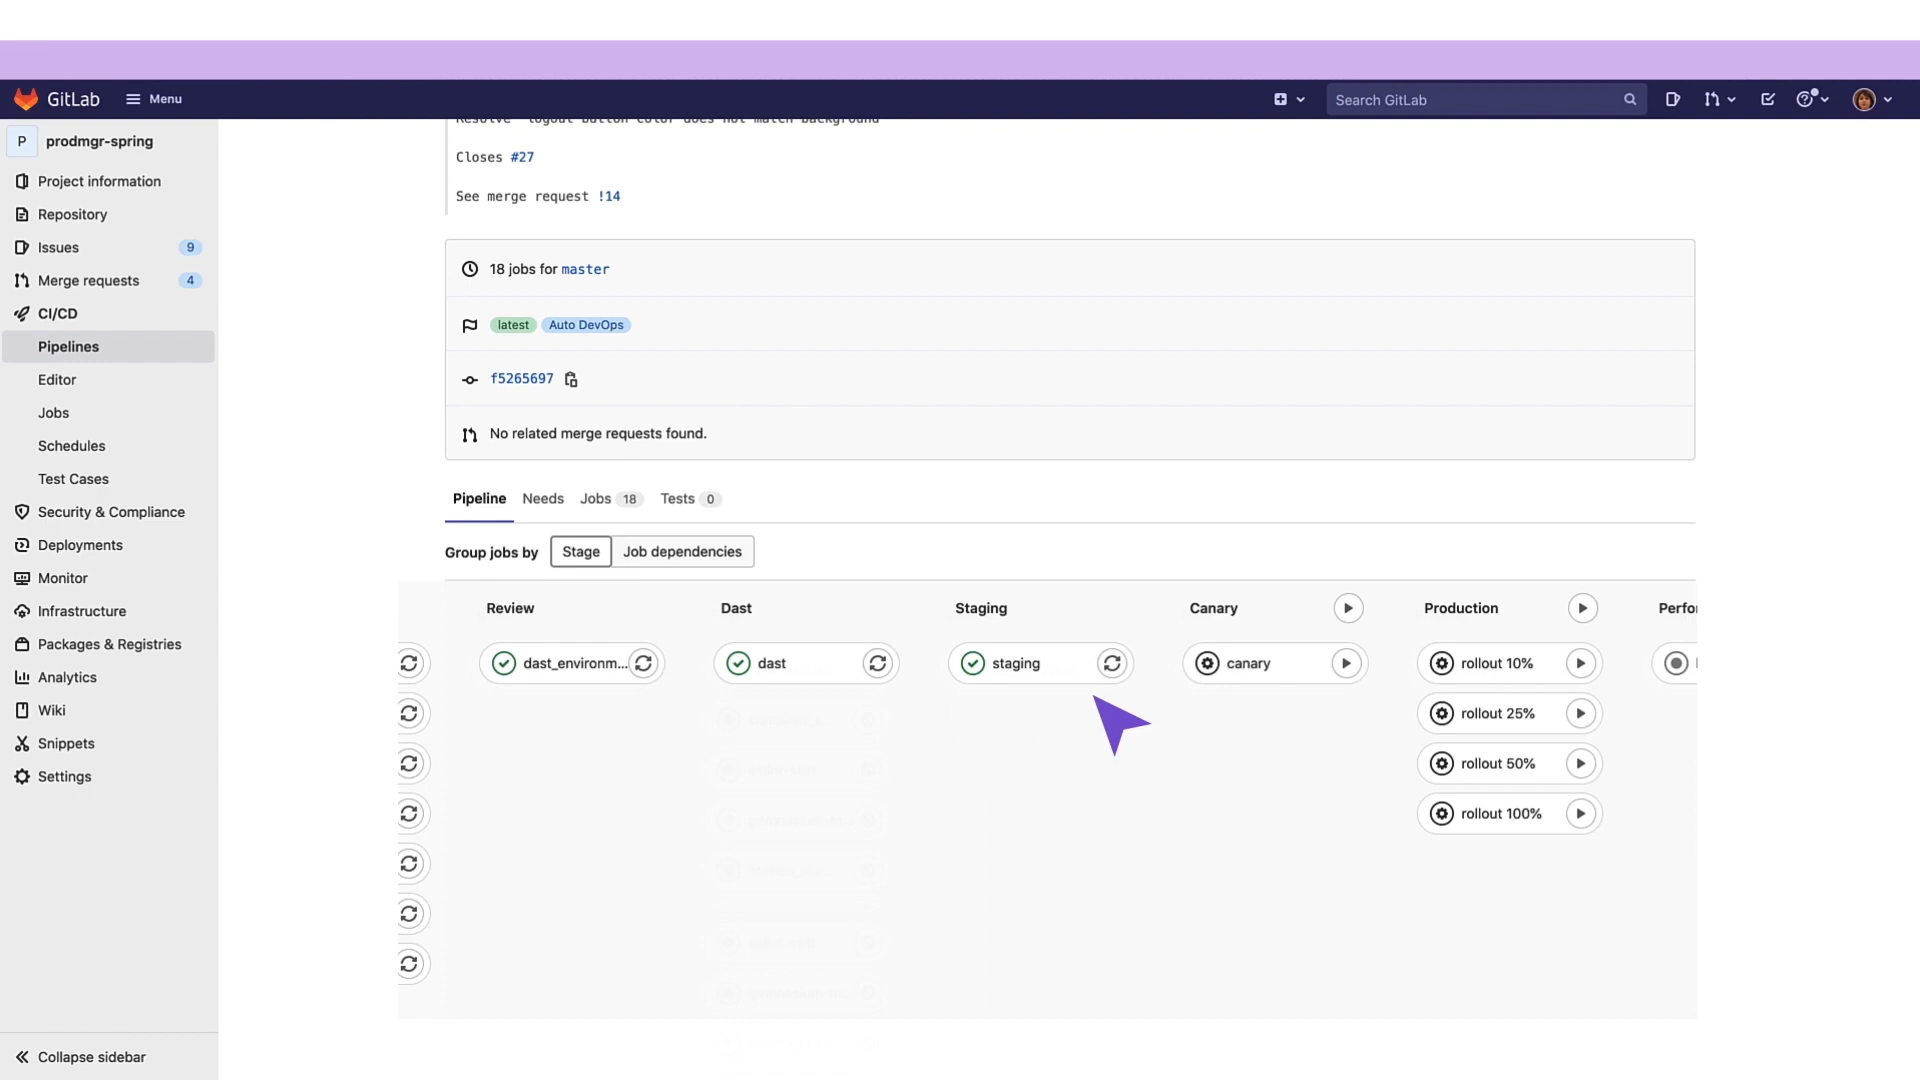 GitLab
Menu
Search GitLab
P
prodmgr-spring
Project information
Repository
Issues 9
Merge requests 4
CI/CD
Pipelines
Editor
Jobs
Schedules
Test Cases
Security & Compliance
Deployments
Monitor
Infrastructure
Packages & Registries
Analytics
Wiki
Snippets
Settings
Collapse sidebar
Resolve "logout button color does not match background"
Closes #27
See merge request !14
18 jobs for master
latest Auto DevOps
f5265697
No related merge requests found.
Pipeline Needs Jobs 18 Tests 0
Group jobs by Stage Job dependencies
Review Dast Staging Canary Production Perfo
dast_environm... dast staging canary rollout 10%
rollout 25%
rollout 50%
rollout 100%